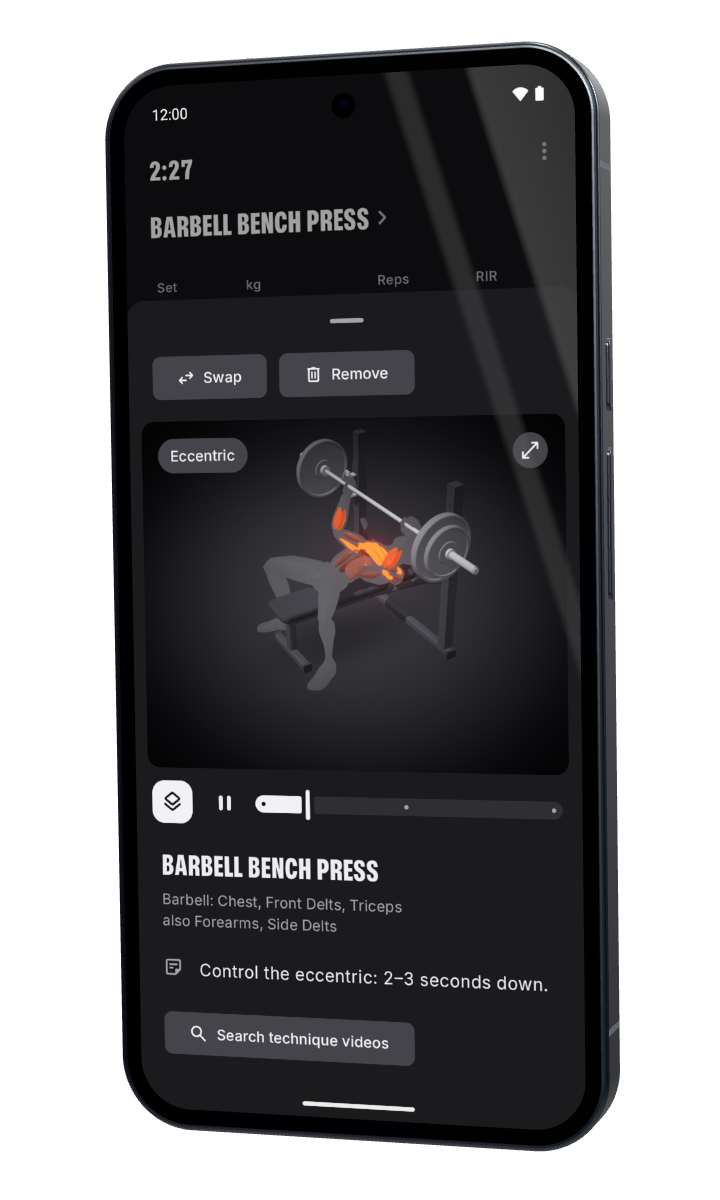 12:00
2:27
BARBELL BENCH PRESS
Set kg Reps RIR
Swap Remove
Eccentric
BARBELL BENCH PRESS
Barbell: Chest, Front Delts, Triceps
also Forearms, Side Delts
Control the eccentric: 2–3 seconds down.
Search technique videos